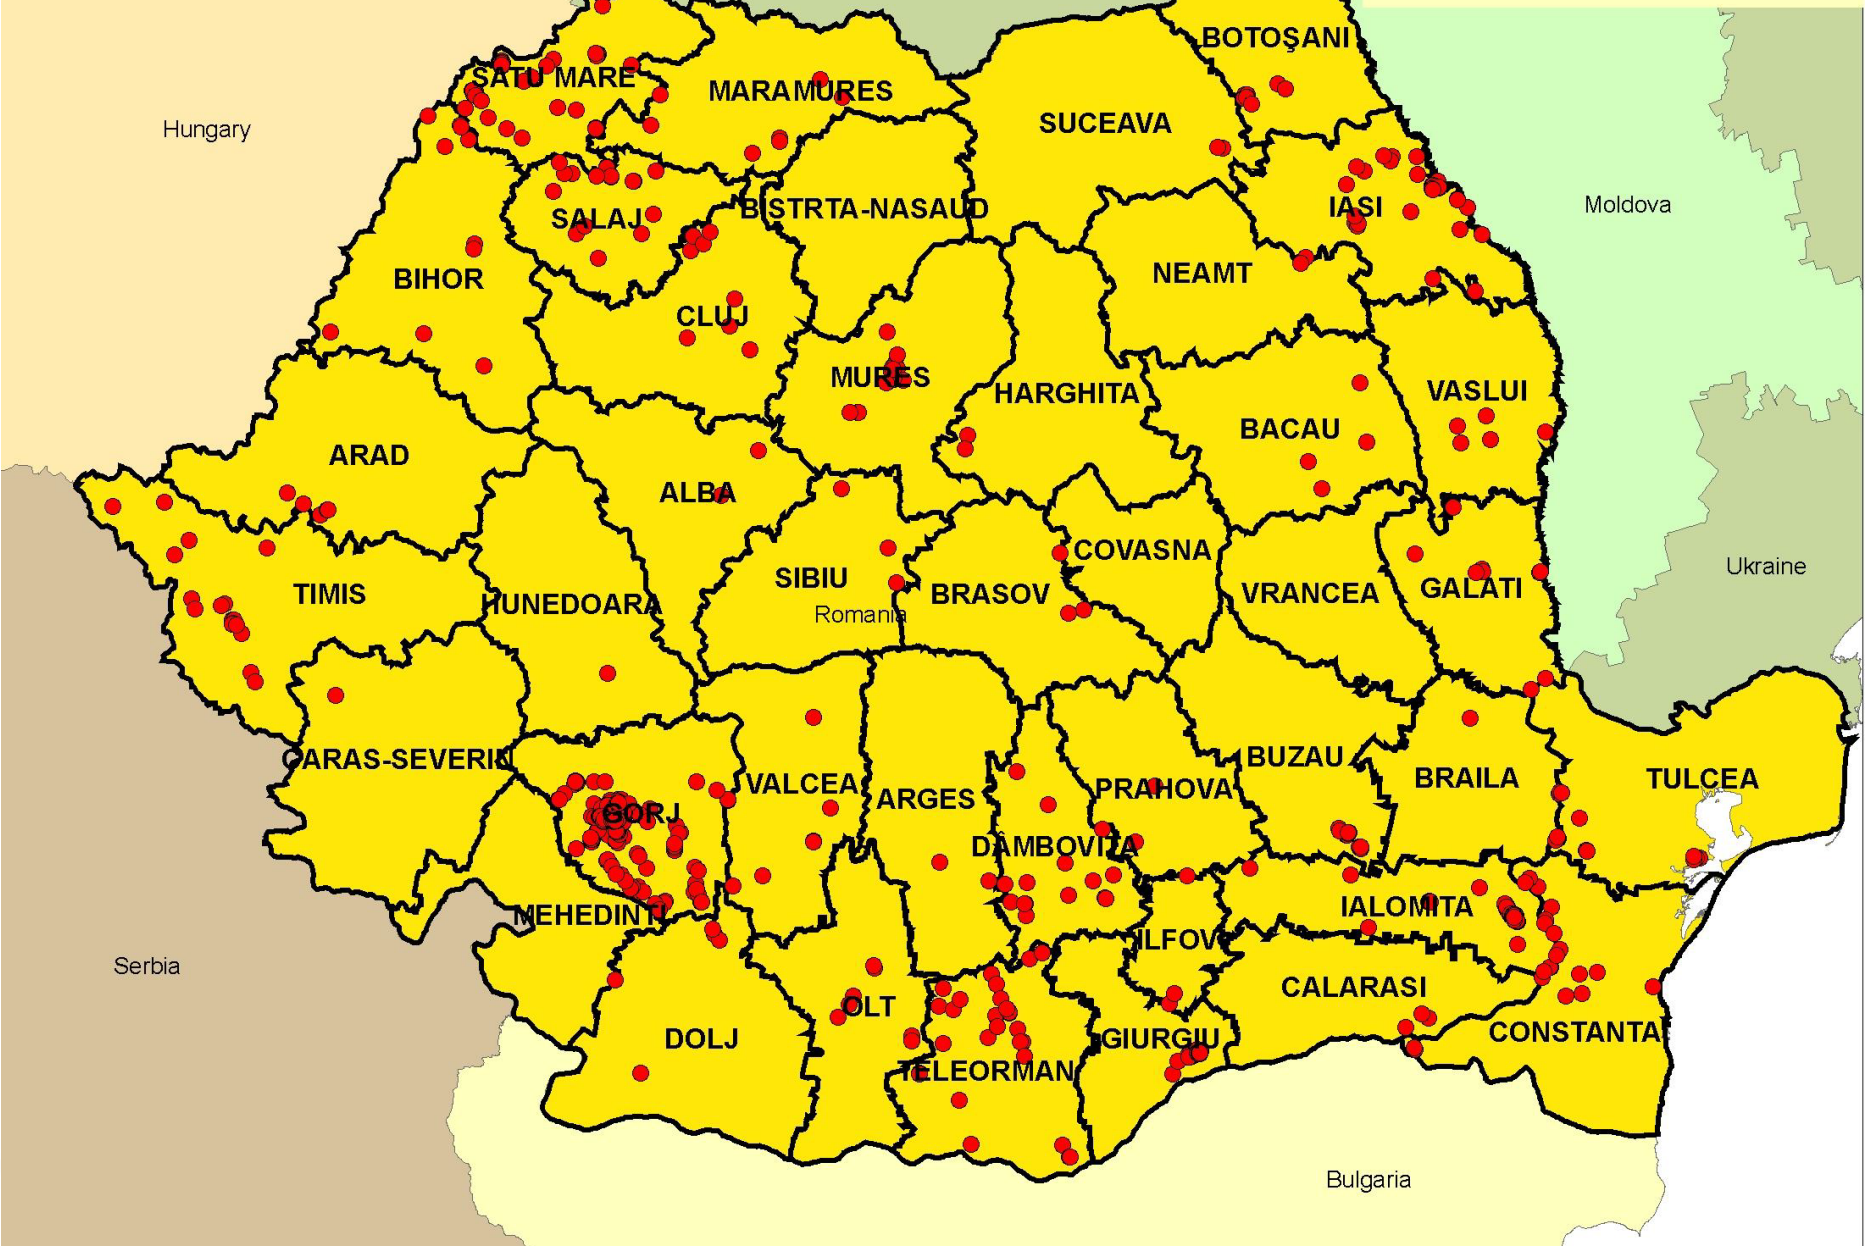 BOTOŞANI
SATU MARE
MARAMURES
SUCEAVA
Hungary
Moldova
IASI
BISTRTA-NASAUD
SALAJ
NEAMT
BIHOR
CLUJ
MURES
HARGHITA
VASLUI
BACAU
ARAD
ALBA
COVASNA
Ukraine
SIBIU
BRASOV
VRANCEA
GALATI
TIMIS
HUNEDOARA
Romania
CARAS-SEVERIN
BUZAU
BRAILA
TULCEA
VALCEA
ARGES
PRAHOVA
GORJ
DÂMBOVITA
MEHEDINTI
IALOMITA
ILFOV
Serbia
CALARASI
OLT
CONSTANTA
DOLJ
GIURGIU
TELEORMAN
Bulgaria